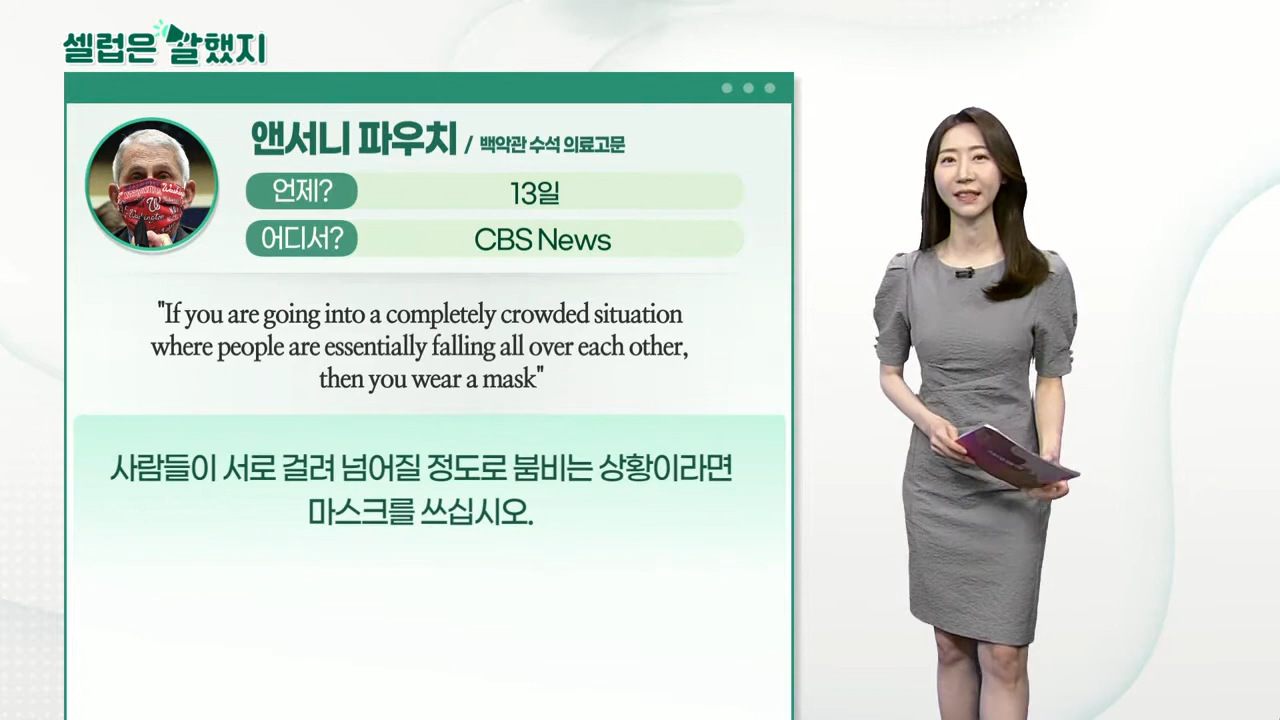 셀럽은 살했지
앤서니 파우치 / 백악관 수석 의료고문
언제? 13일
어디서? CBS News
"If you are going into a completely crowded situation
where people are essentially falling all over each other,
then you wear a mask"
사람들이 서로 걸려 넘어질 정도로 붐비는 상황이라면
마스크를 쓰십시오.